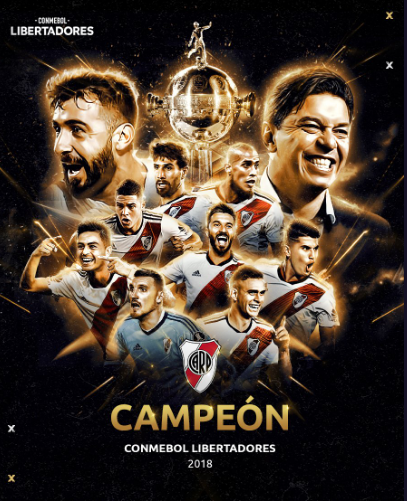 CONMEBOL
LIBERTADORES
CARP
CAMPEÓN
CONMEBOL LIBERTADORES
2018